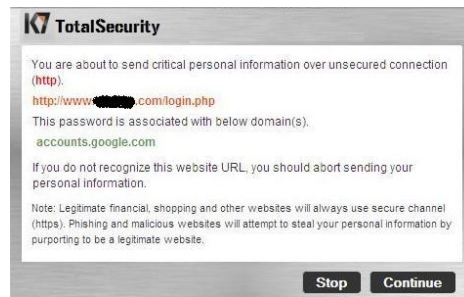 K7 TotalSecurity
You are about to send critical personal information over unsecured connection
(http).
http://www .com/login.php
This password is associated with below domain(s).
accounts.google.com
If you do not recognize this website URL, you should abort sending your
personal information.
Note: Legitimate financial, shopping and other websites will always use secure channel
(https). Phishing and malicious websites will attempt to steal your personal information by
purporting to be a legitimate website.
Stop Continue